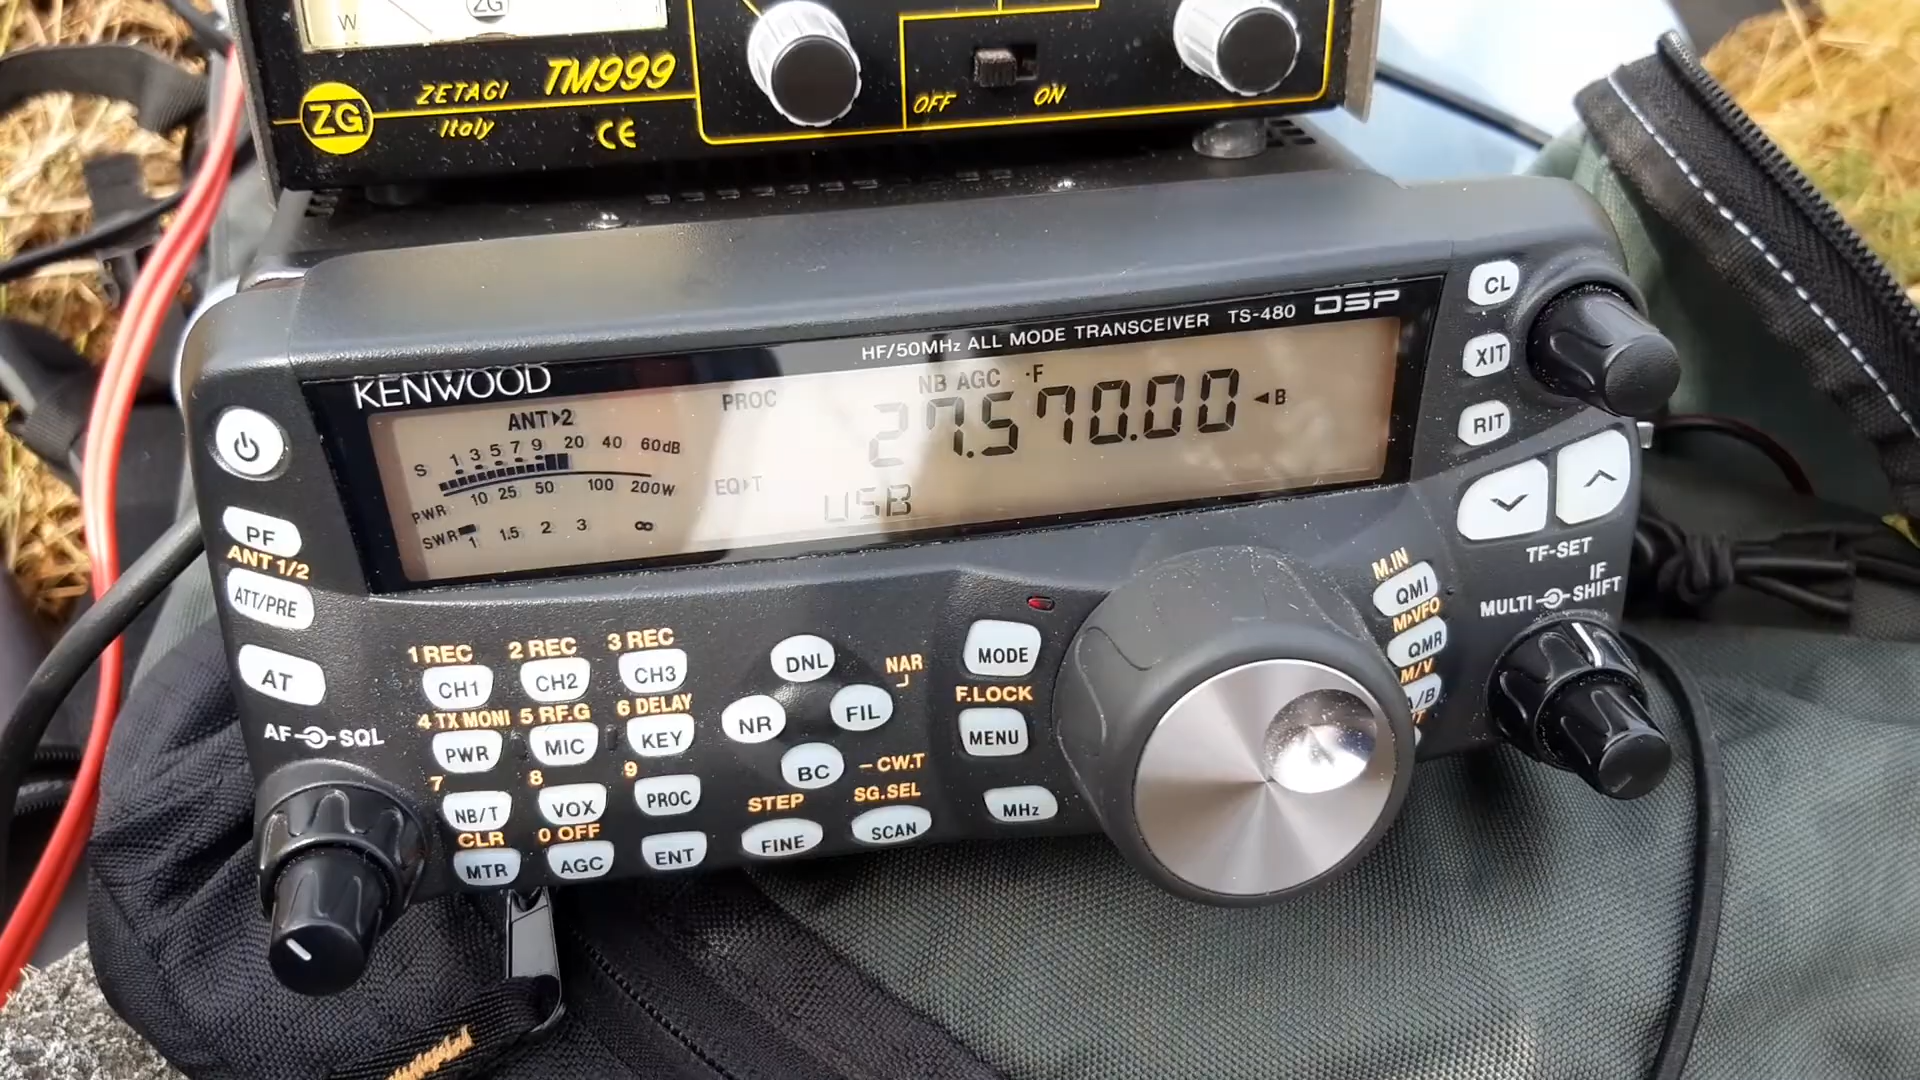 W
ZG
ZG
ZETAGI TM999
Italy CE
OFF ON
HF/50MHz ALL MODE TRANSCEIVER TS-480 DSP
KENWOOD
ANT▸2
PROC
NB AGC ·F
27.570.00 ◄B
S 1 3 5 7 9 20 40 60dB
10 25 50 100 200W
PWR
SWR 1 1.5 2 3 ∞
EQ▸T
USB
CL
XIT
RIT
TF-SET
IF
MULTI SHIFT
M.IN
QMI
M▸VFO
QMR
M/V
A/B
PF
ANT 1/2
ATT/PRE
AT
AF SQL
1 REC 2 REC 3 REC
CH1 CH2 CH3
4 TX MONI 5 RF.G 6 DELAY
PWR MIC KEY
7 8 9
NB/T VOX PROC
CLR 0 OFF
MTR AGC ENT
DNL
NAR
NR FIL
BC
–CW.T
STEP SG.SEL
FINE SCAN
MODE
F.LOCK
MENU
MHz